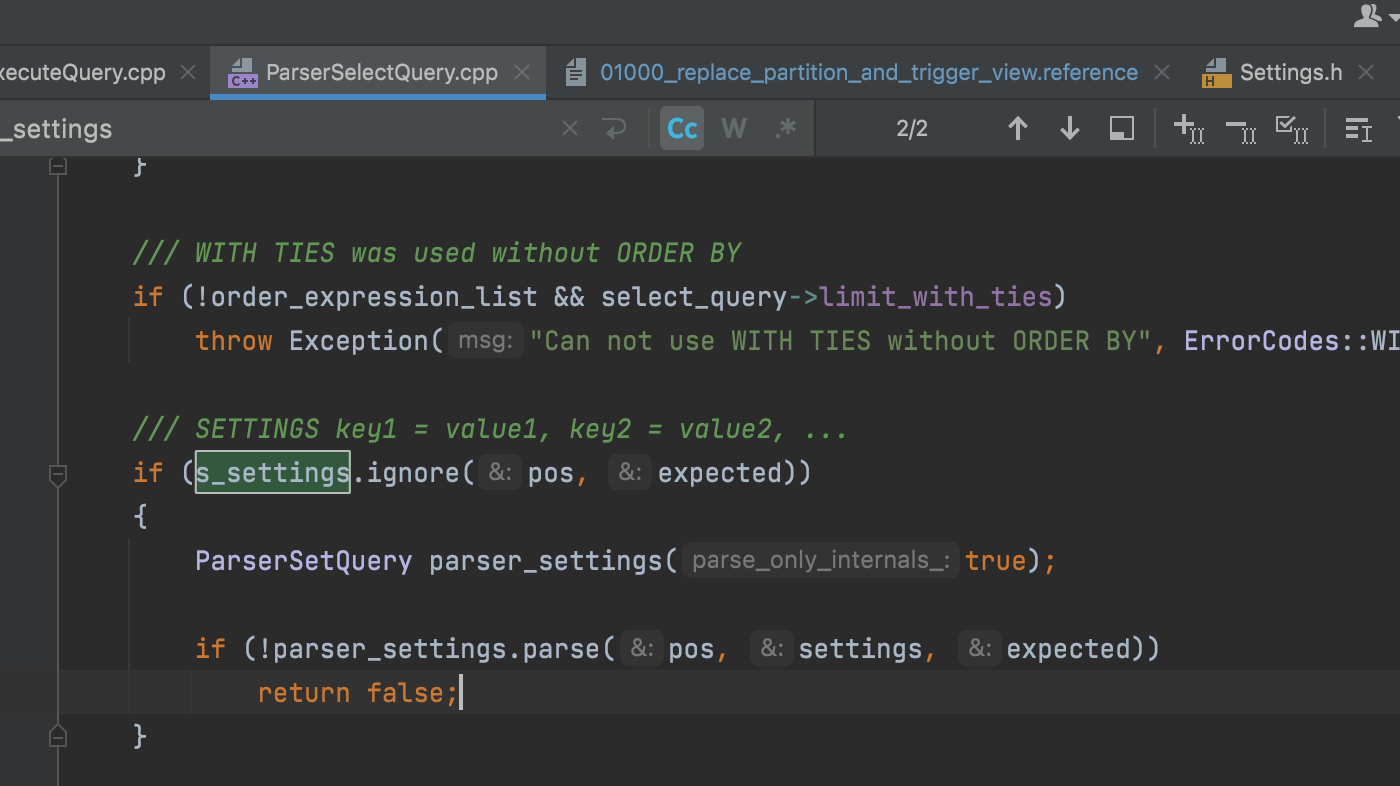 xecuteQuery.cpp ParserSelectQuery.cpp 01000_replace_partition_and_trigger_view.reference Settings.h
_settings Cc W .* 2/2
}
/// WITH TIES was used without ORDER BY
if (!order_expression_list && select_query->limit_with_ties)
throw Exception( msg: "Can not use WITH TIES without ORDER BY", ErrorCodes::WI
/// SETTINGS key1 = value1, key2 = value2, ...
if (s_settings.ignore( &: pos, &: expected))
{
ParserSetQuery parser_settings( parse_only_internals_: true);
if (!parser_settings.parse( &: pos, &: settings, &: expected))
return false;
}